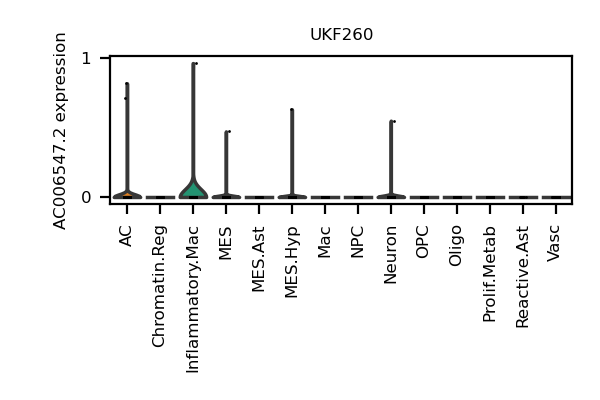 UKF260
AC006547.2 expression
1
0
AC
Chromatin.Reg
Inflammatory.Mac
MES
MES.Ast
MES.Hyp
Mac
NPC
Neuron
OPC
Oligo
Prolif.Metab
Reactive.Ast
Vasc